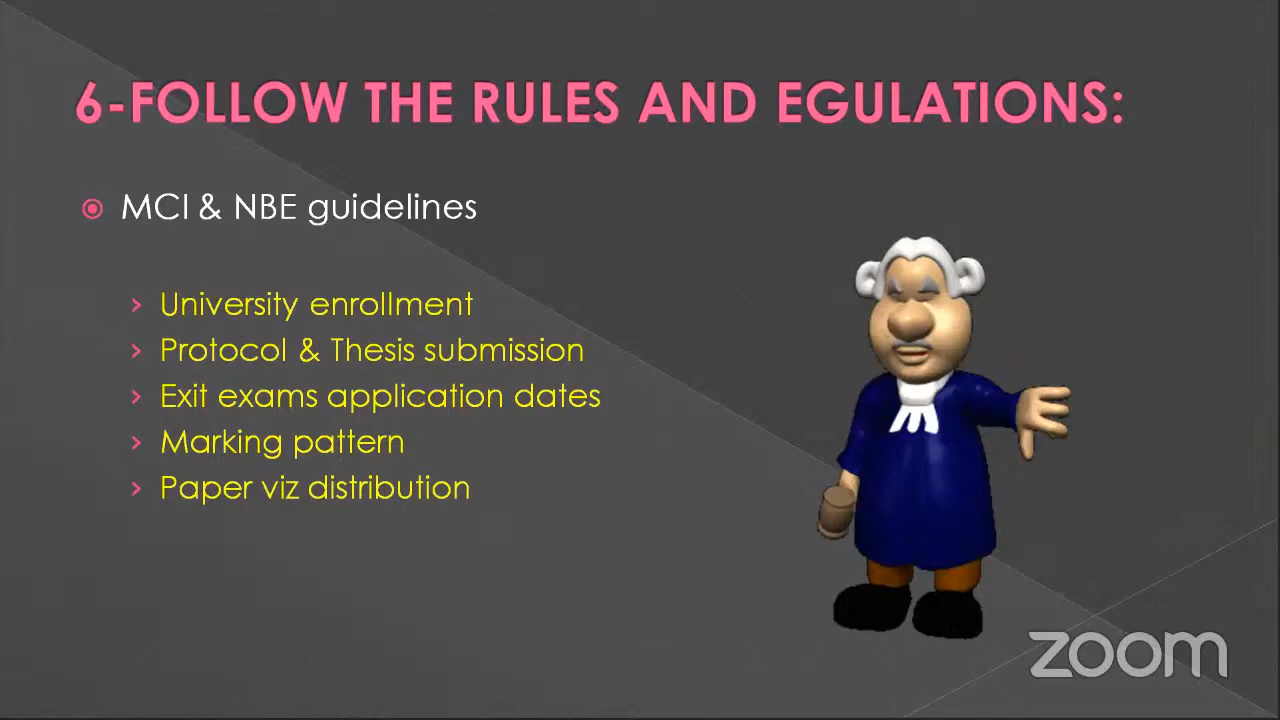 6-FOLLOW THE RULES AND EGULATIONS:
MCI & NBE guidelines
University enrollment
Protocol & Thesis submission
Exit exams application dates
Marking pattern
Paper viz distribution
zoom